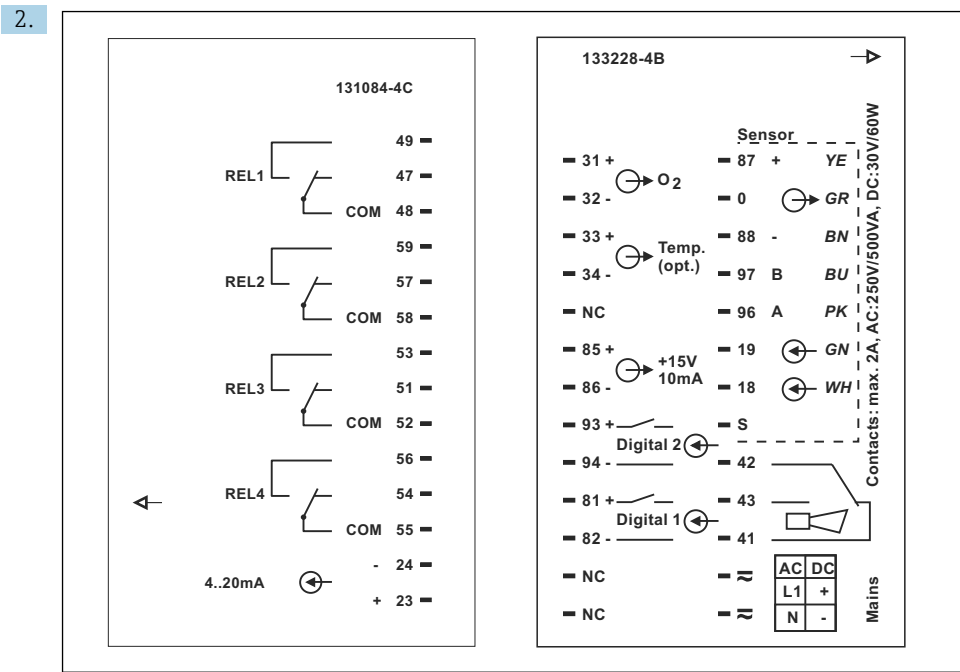 2.
131084-4C
49
REL1 47
COM 48
59
REL2 57
COM 58
53
REL3 51
COM 52
56
REL4 54
COM 55
- 24
4..20mA
+ 23
133228-4B
Sensor
31 + 87 + YE
O2
32 - 0 GR
33 + 88 - BN
Temp.
(opt.)
34 - 97 B BU
NC 96 A PK
85 + 19 GN
+15V
10mA
86 - 18 WH
93 + S
Digital 2
94 - 42
81 + 43
Digital 1
82 - 41
NC ≂ AC DC
L1 +
NC ≂ N -
Contacts: max. 2A, AC:250V/500VA, DC:30V/60W
Mains